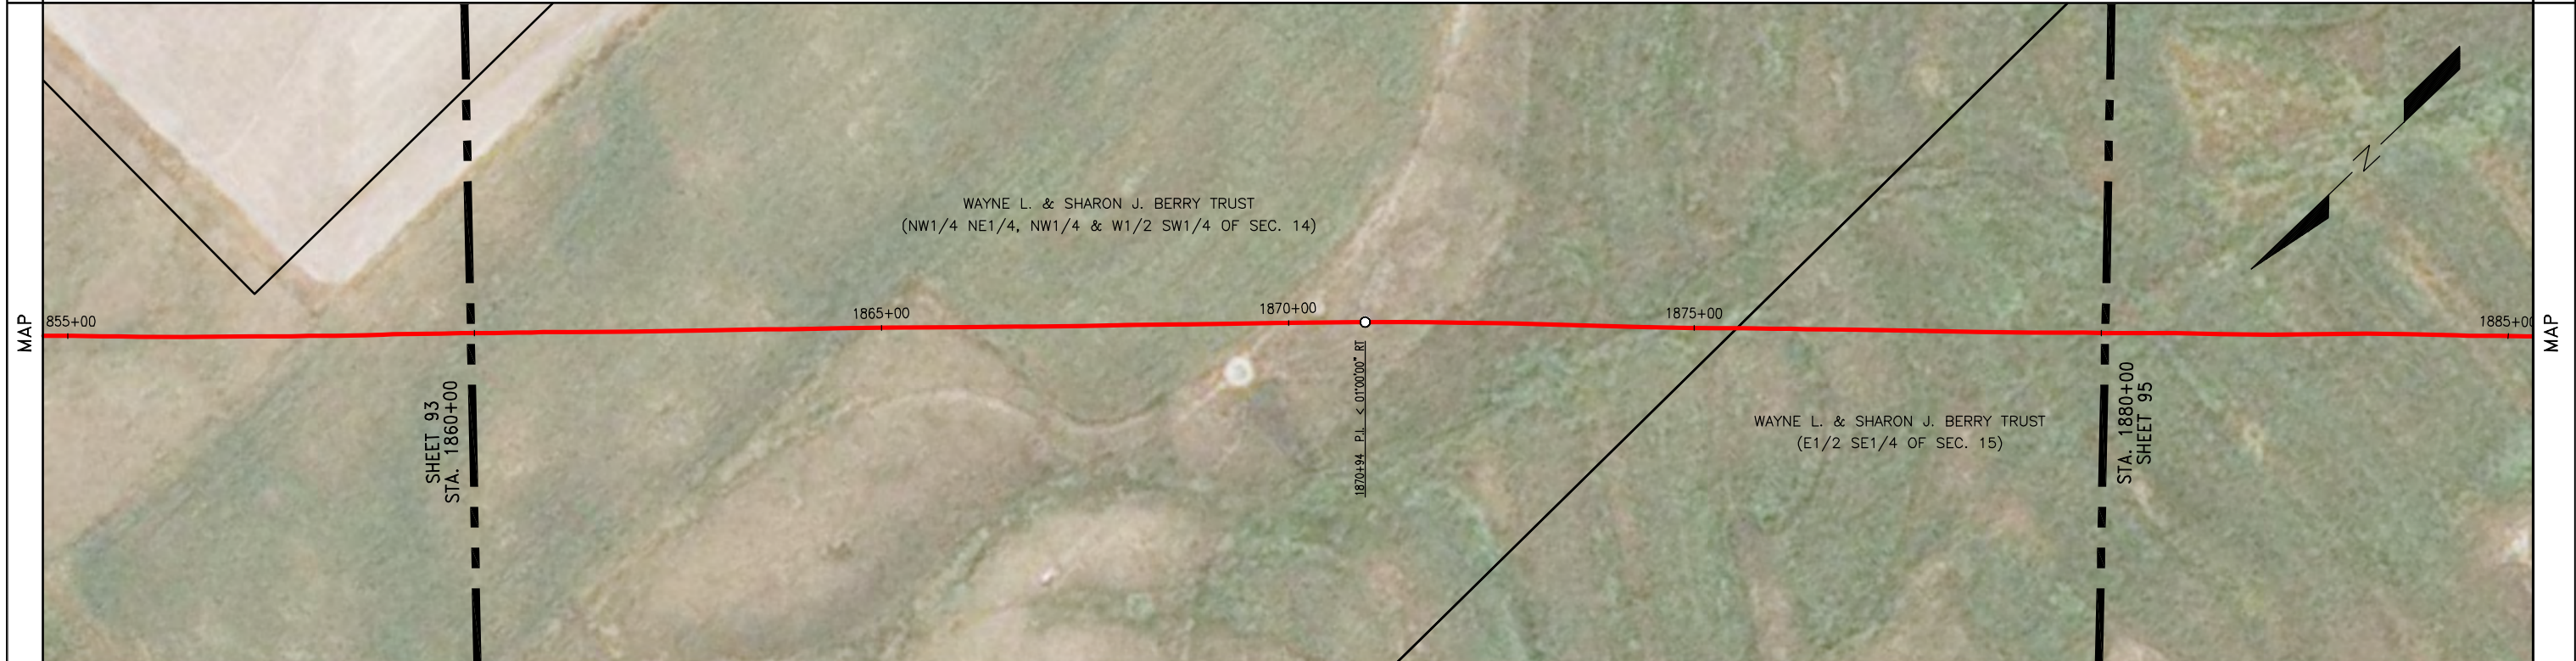 WAYNE L. & SHARON J. BERRY TRUST
(NW1/4 NE1/4, NW1/4 & W1/2 SW1/4 OF SEC. 14)
N
MAP
855+00
1865+00
1870+00
1875+00
1885+00
MAP
SHEET 93
STA. 1860+00
1870+94 P.I. < 01°00'00" RT
WAYNE L. & SHARON J. BERRY TRUST
(E1/2 SE1/4 OF SEC. 15)
STA. 1880+00
SHEET 95